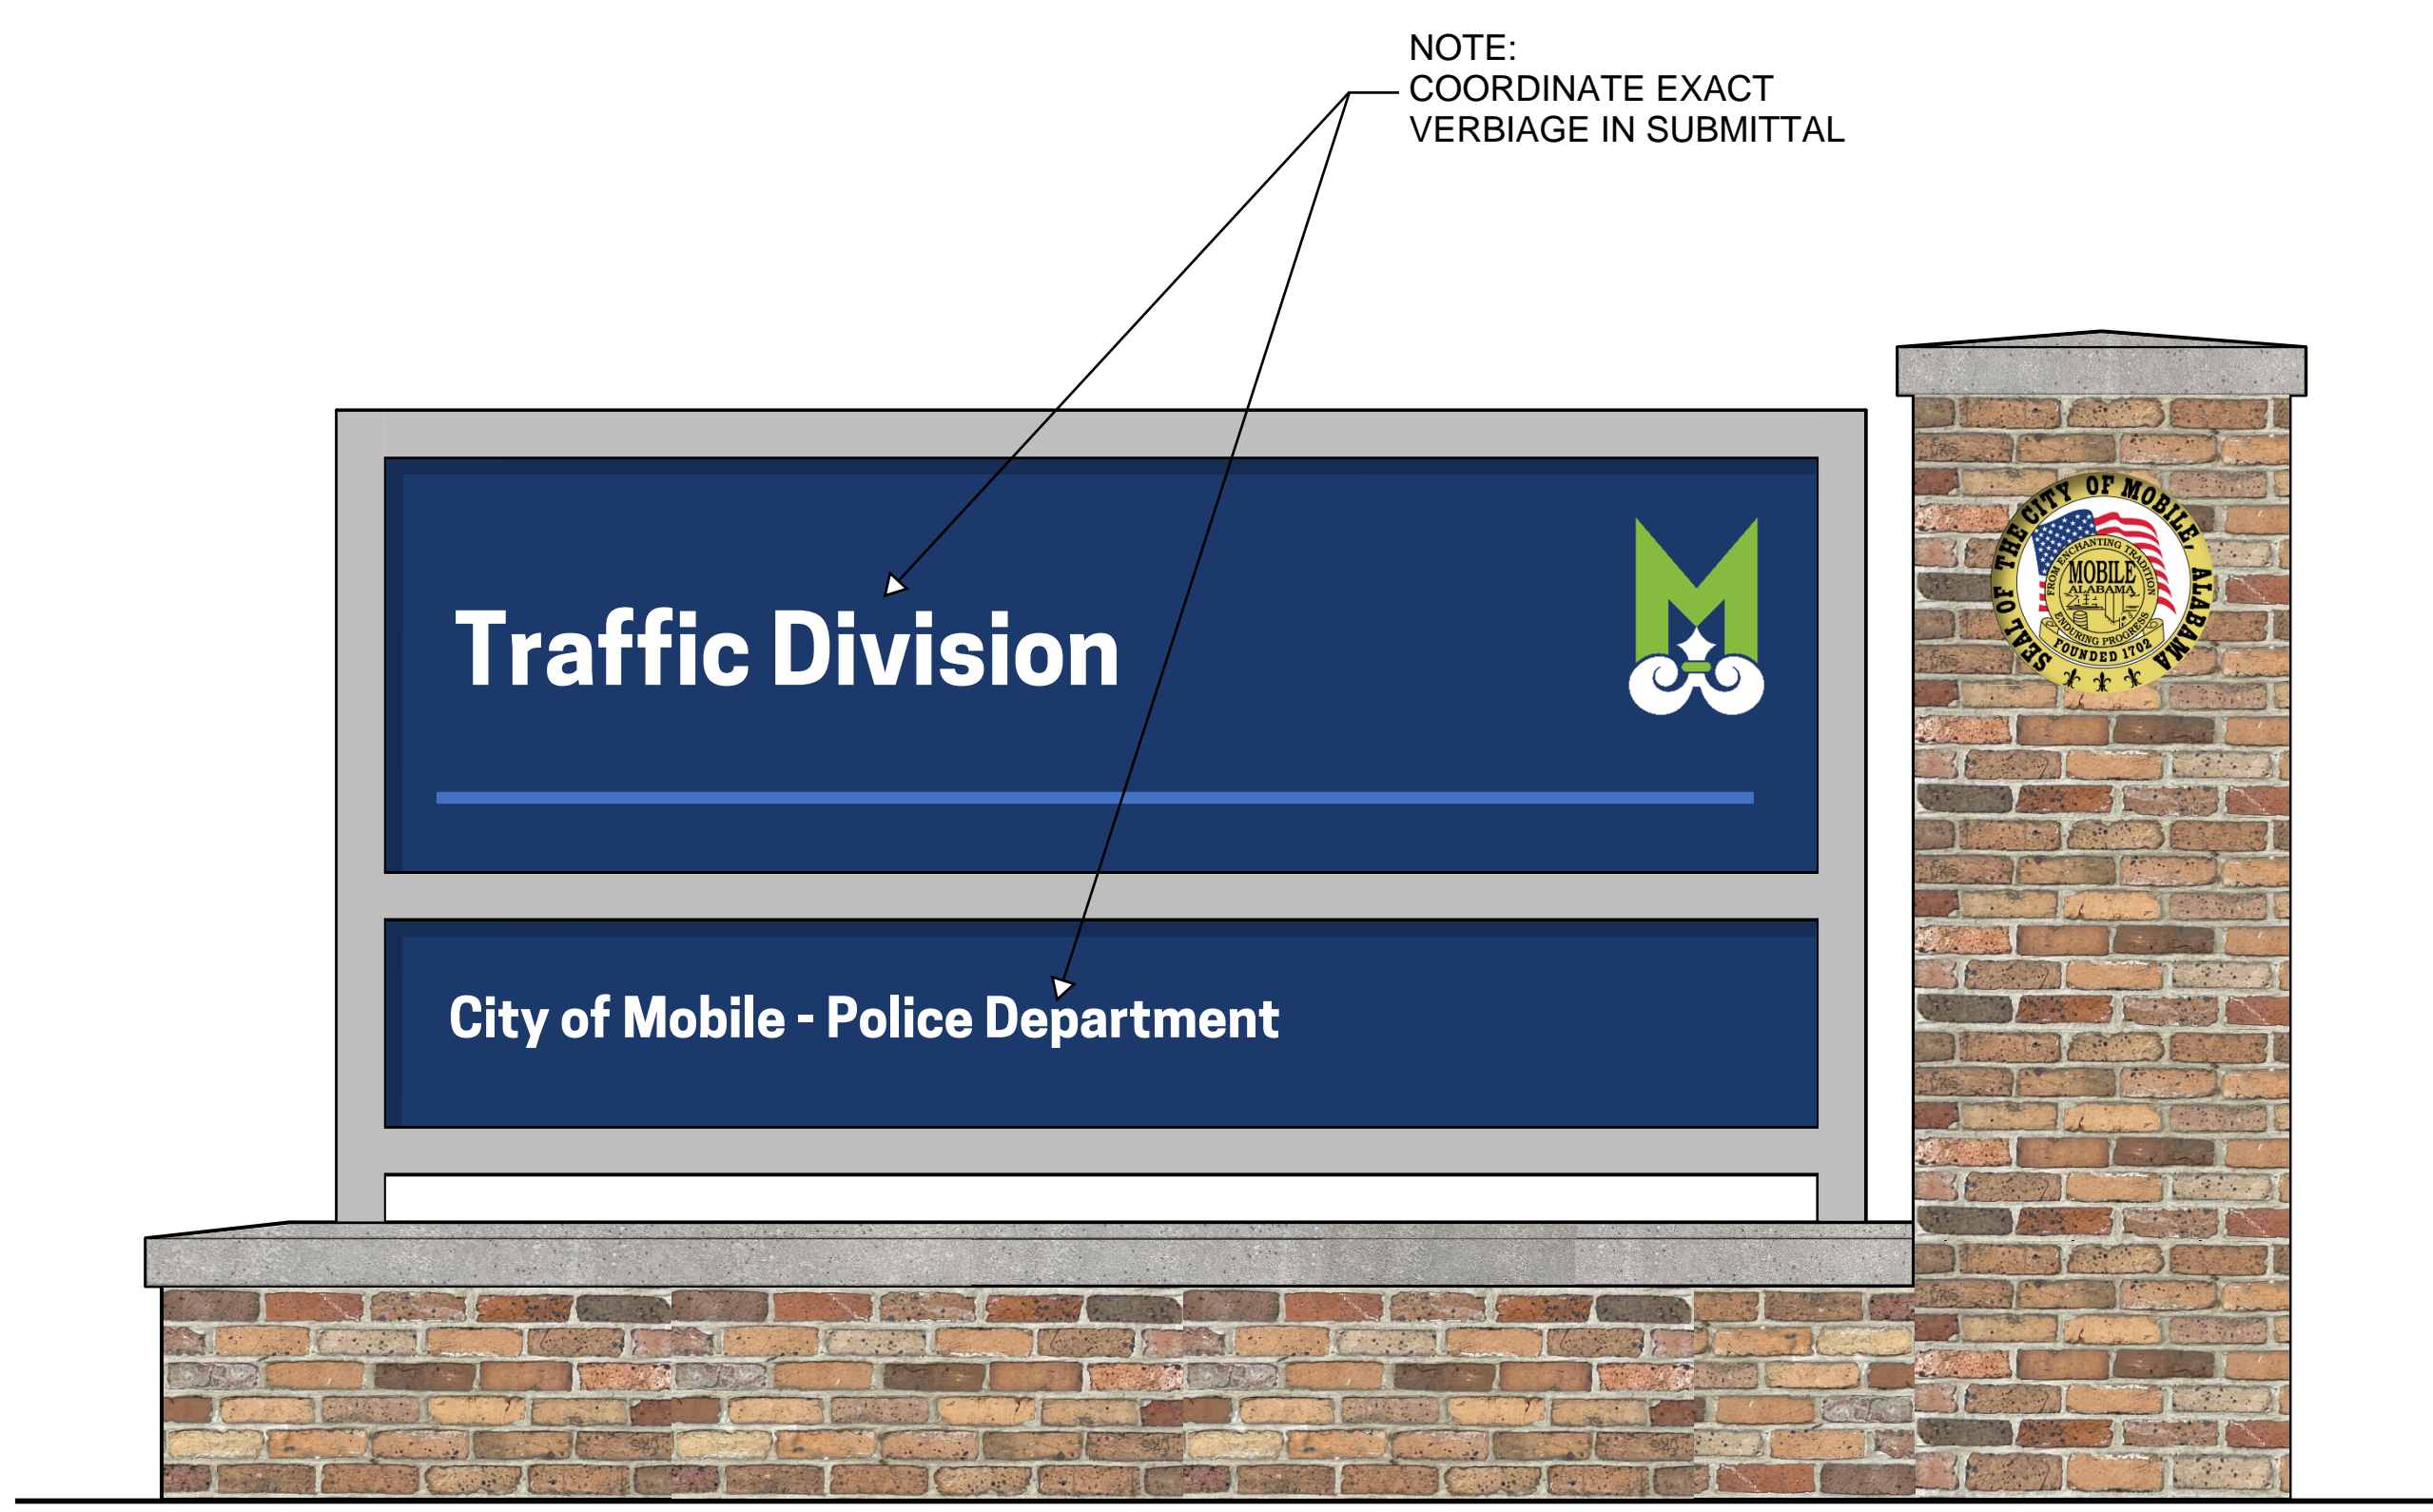 NOTE:
COORDINATE EXACT
VERBIAGE IN SUBMITTAL
Traffic Division
M
SEAL OF THE CITY OF MOBILE, ALABAMA
FROM ENCHANTING TRADITION
MOBILE
ALABAMA
ENDURING PROGRESS
FOUNDED 1702
City of Mobile - Police Department